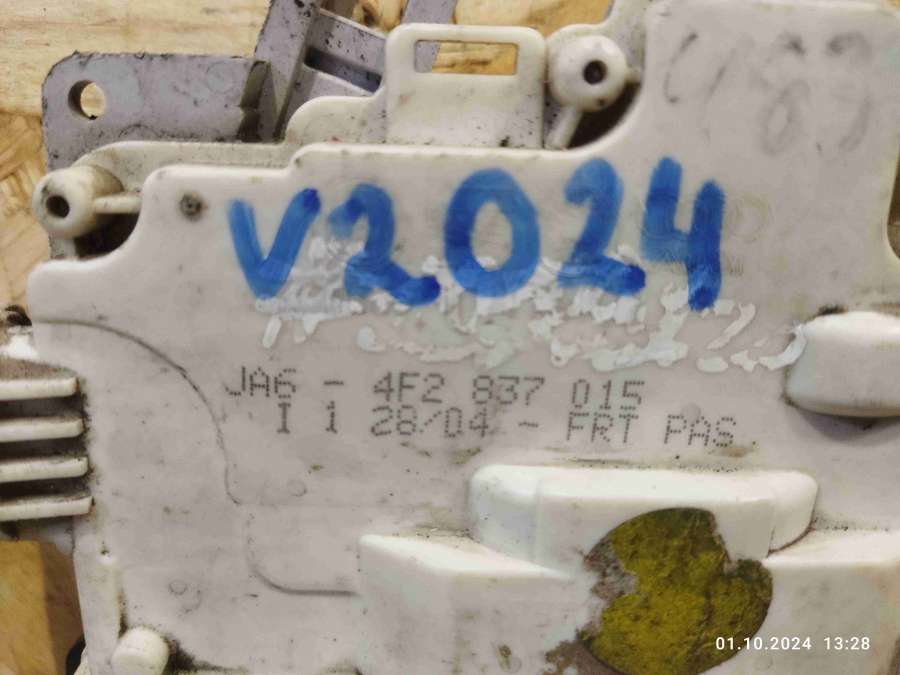 V2024
JA6 - 4F2 837 015
I 1 28/04 - FRT PAS
01.10.2024 13:28